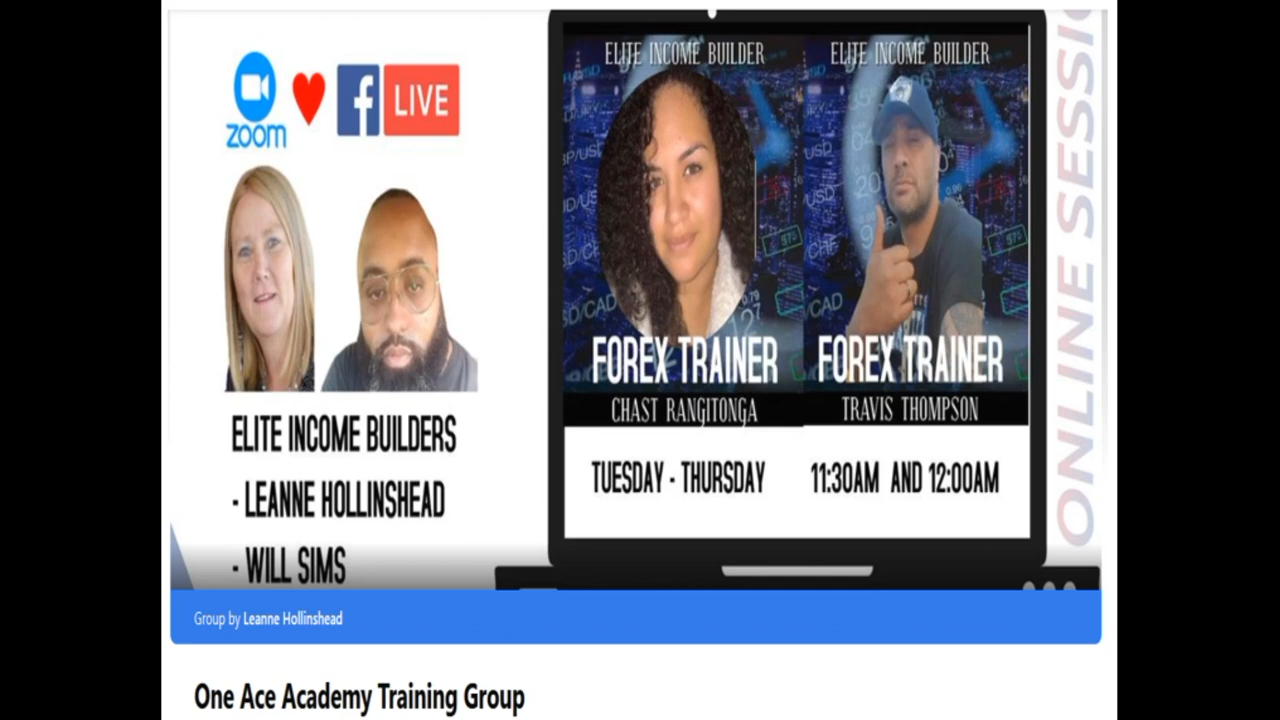 zoom
f LIVE
ELITE INCOME BUILDERS
- LEANNE HOLLINSHEAD
- WILL SIMS
ELITE INCOME BUILDER
FOREX TRAINER
CHAST RANGITONGA
ELITE INCOME BUILDER
FOREX TRAINER
TRAVIS THOMPSON
TUESDAY - THURSDAY
11:30AM AND 12:00AM
ONLINE
Group by Leanne Hollinshead
One Ace Academy Training Group